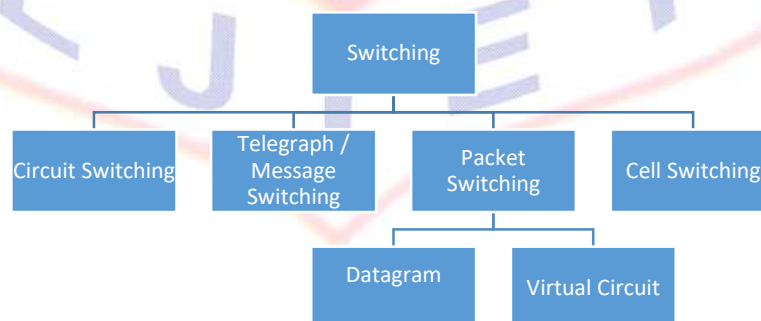 Switching
Circuit Switching
Telegraph /
Message
Switching
Packet
Switching
Cell Switching
Datagram
Virtual Circuit